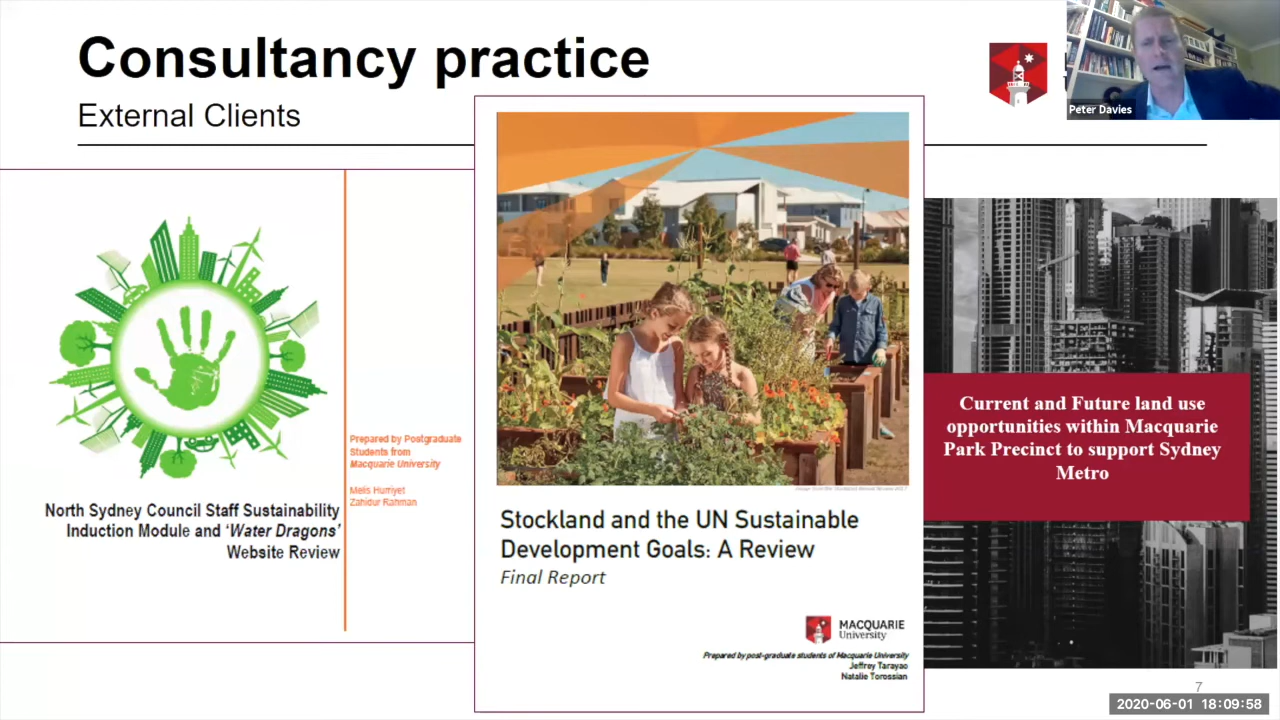 Consultancy practice
External Clients
Peter Davies
Prepared by Postgraduate
Students from
Macquarie University
Melis Hurriyet
Zahidur Rahman
North Sydney Council Staff Sustainability
Induction Module and ‘Water Dragons’
Website Review
Stockland and the UN Sustainable
Development Goals: A Review
Final Report
MACQUARIE
University
Prepared by post-graduate students of Macquarie University
Jeffrey Tarayao
Natalie Torossian
Current and Future land use
opportunities within Macquarie
Park Precinct to support Sydney
Metro
7
2020-06-01 18:09:58